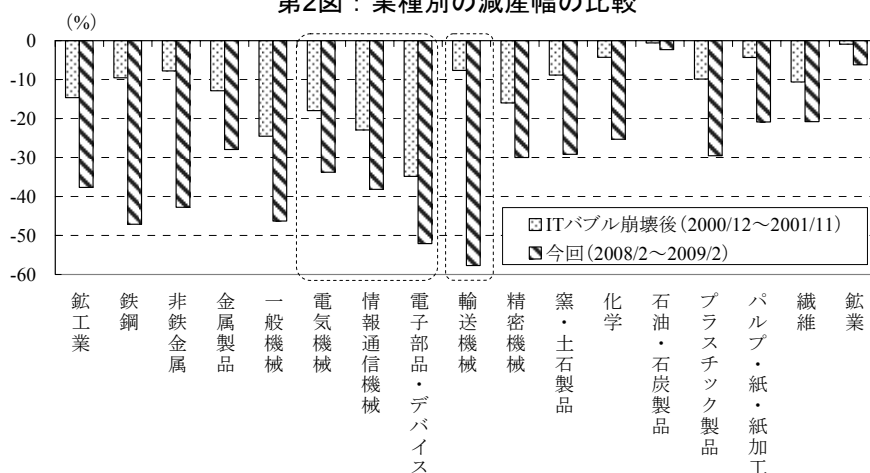 第2図：業種別の減産幅の比較
(%)
0
-10
-20
-30
-40
-50
-60
ITバブル崩壊後(2000/12～2001/11)
今回(2008/2～2009/2)
鉱工業
鉄鋼
非鉄金属
金属製品
一般機械
電気機械
情報通信機械
電子部品・デバイス
輸送機械
精密機械
窯・土石製品
化学
石油・石炭製品
プラスチック製品
パルプ・紙・紙加工
繊維
鉱業